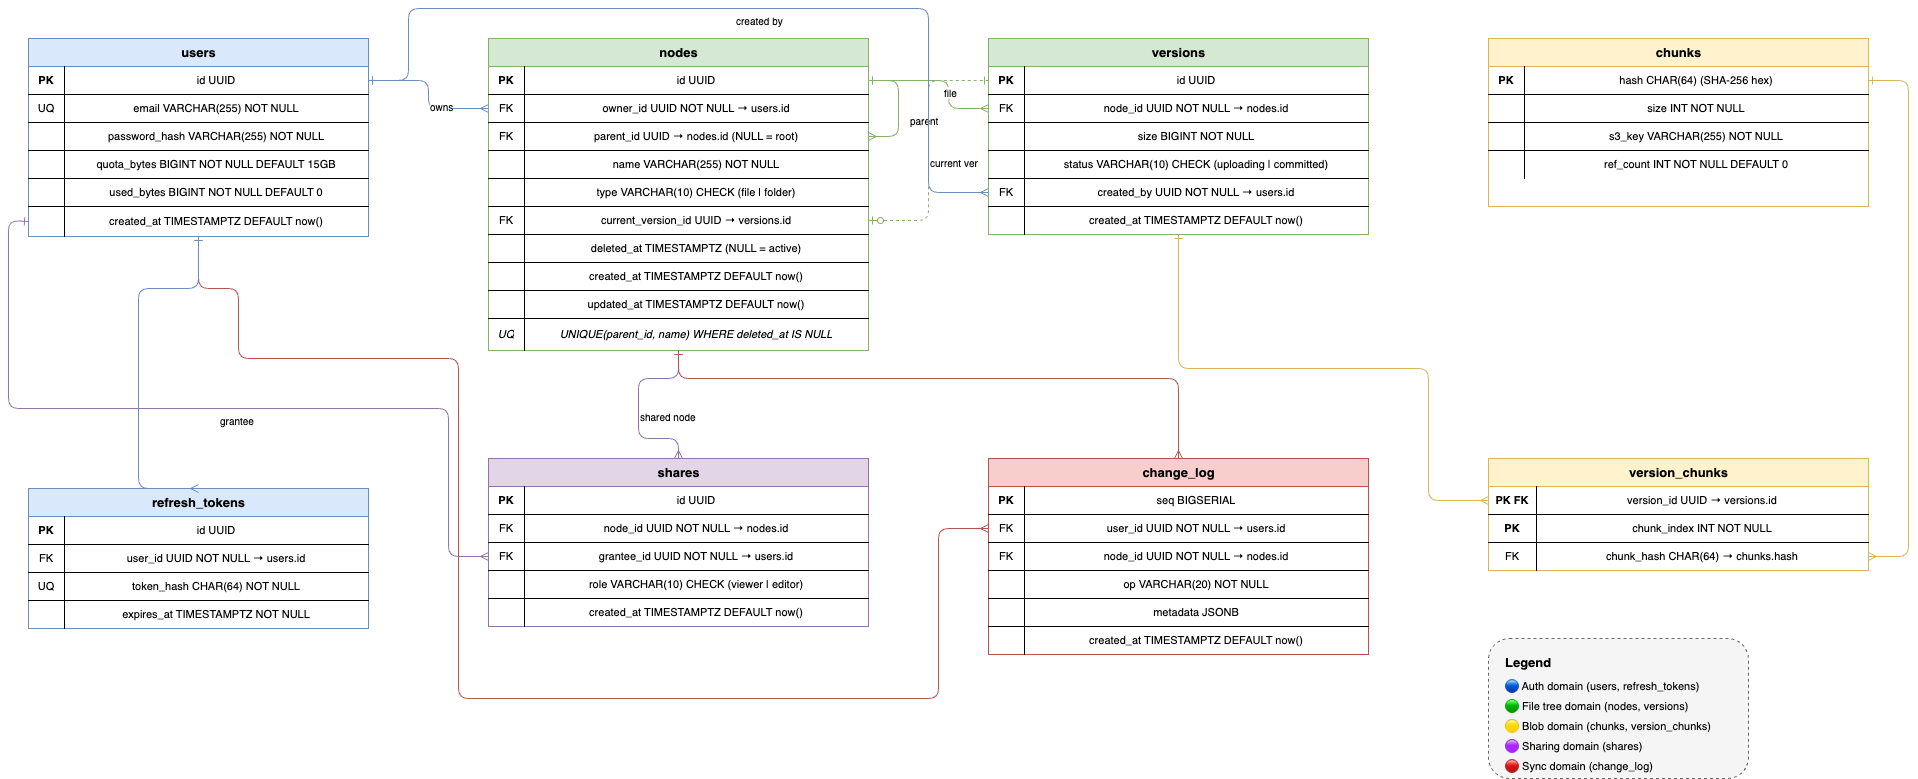 created by
users
PK id UUID
UQ email VARCHAR(255) NOT NULL
password_hash VARCHAR(255) NOT NULL
quota_bytes BIGINT NOT NULL DEFAULT 15GB
used_bytes BIGINT NOT NULL DEFAULT 0
created_at TIMESTAMPTZ DEFAULT now()
owns
nodes
PK id UUID
FK owner_id UUID NOT NULL → users.id
FK parent_id UUID → nodes.id (NULL = root)
name VARCHAR(255) NOT NULL
type VARCHAR(10) CHECK (file | folder)
FK current_version_id UUID → versions.id
deleted_at TIMESTAMPTZ (NULL = active)
created_at TIMESTAMPTZ DEFAULT now()
updated_at TIMESTAMPTZ DEFAULT now()
UQ UNIQUE(parent_id, name) WHERE deleted_at IS NULL
file
parent
current ver
versions
PK id UUID
FK node_id UUID NOT NULL → nodes.id
size BIGINT NOT NULL
status VARCHAR(10) CHECK (uploading | committed)
FK created_by UUID NOT NULL → users.id
created_at TIMESTAMPTZ DEFAULT now()
chunks
PK hash CHAR(64) (SHA-256 hex)
size INT NOT NULL
s3_key VARCHAR(255) NOT NULL
ref_count INT NOT NULL DEFAULT 0
grantee
shared node
refresh_tokens
PK id UUID
FK user_id UUID NOT NULL → users.id
UQ token_hash CHAR(64) NOT NULL
expires_at TIMESTAMPTZ NOT NULL
shares
PK id UUID
FK node_id UUID NOT NULL → nodes.id
FK grantee_id UUID NOT NULL → users.id
role VARCHAR(10) CHECK (viewer | editor)
created_at TIMESTAMPTZ DEFAULT now()
change_log
PK seq BIGSERIAL
FK user_id UUID NOT NULL → users.id
FK node_id UUID NOT NULL → nodes.id
op VARCHAR(20) NOT NULL
metadata JSONB
created_at TIMESTAMPTZ DEFAULT now()
version_chunks
PK FK version_id UUID → versions.id
PK chunk_index INT NOT NULL
FK chunk_hash CHAR(64) → chunks.hash
Legend
Auth domain (users, refresh_tokens)
File tree domain (nodes, versions)
Blob domain (chunks, version_chunks)
Sharing domain (shares)
Sync domain (change_log)